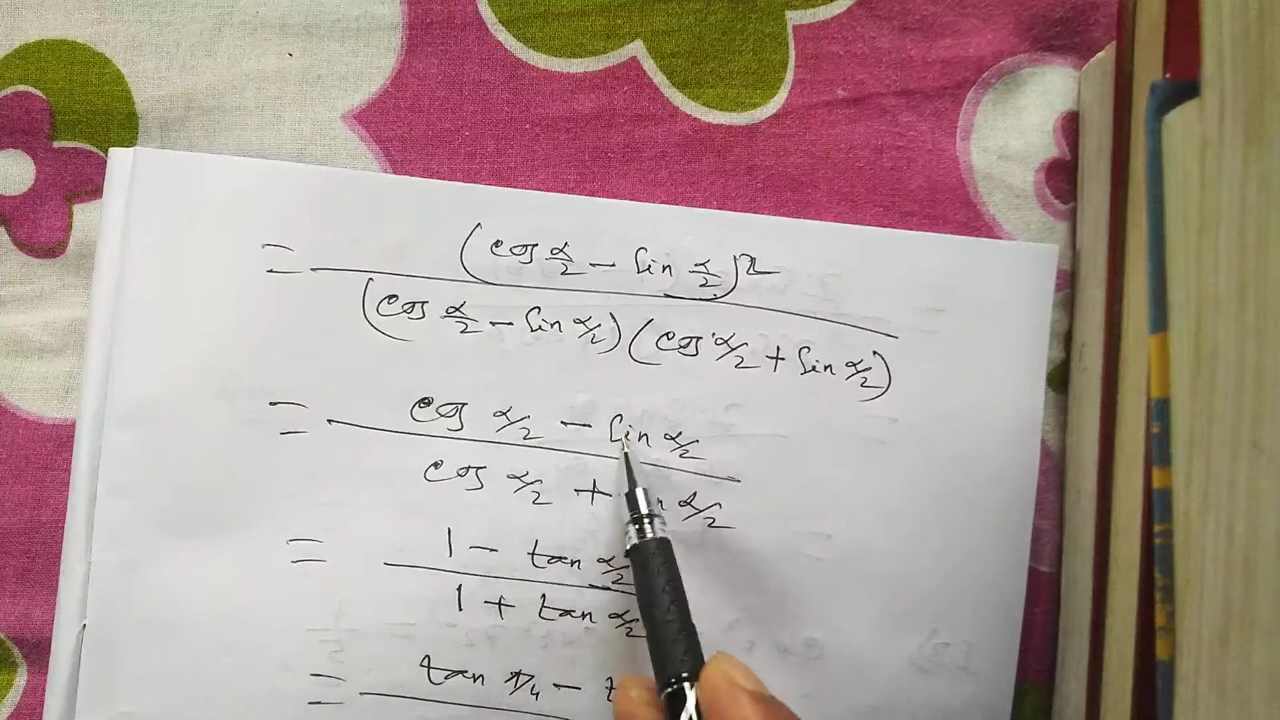 = (cos α/2 − sin α/2)²
(cos α/2 − sin α/2)(cos α/2 + sin α/2)
= cos α/2 − sin α/2
cos α/2 + α/2
= 1 − tan α/2
1 + tan α/2
= tan π/4 −